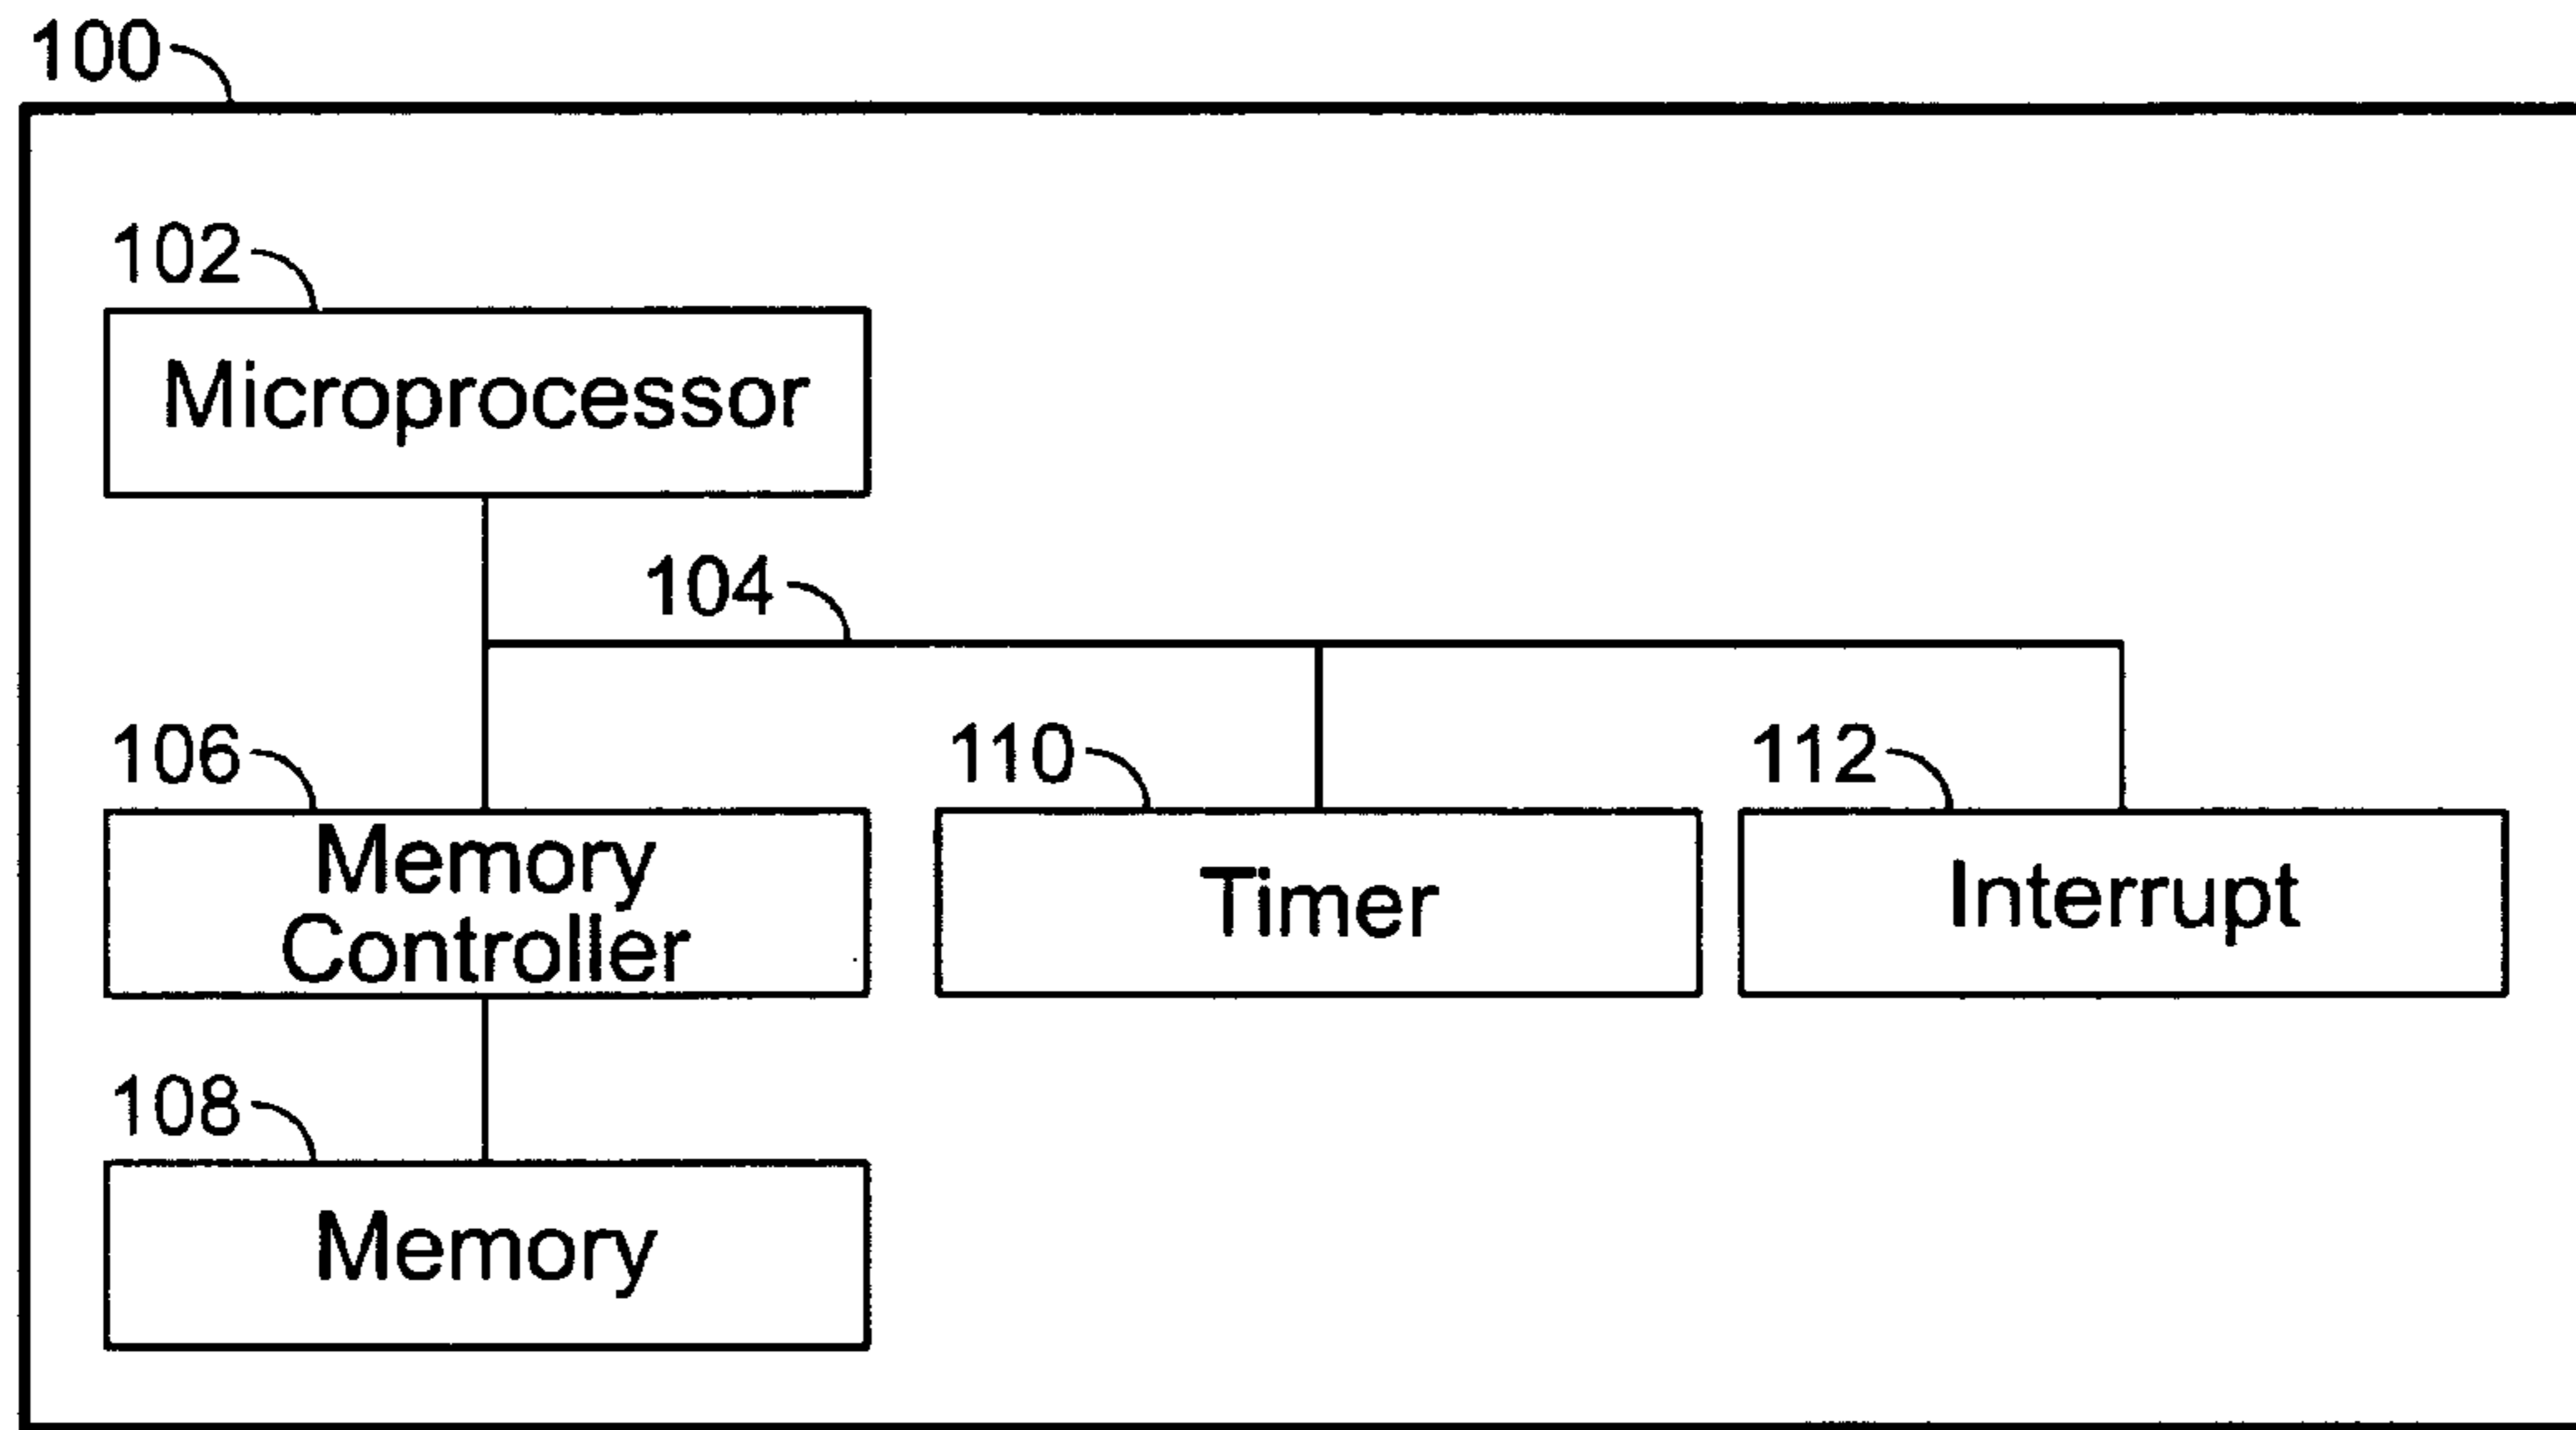 100
102
Microprocessor
104
106
110
112
Memory
Controller
Timer
Interrupt
108
Memory